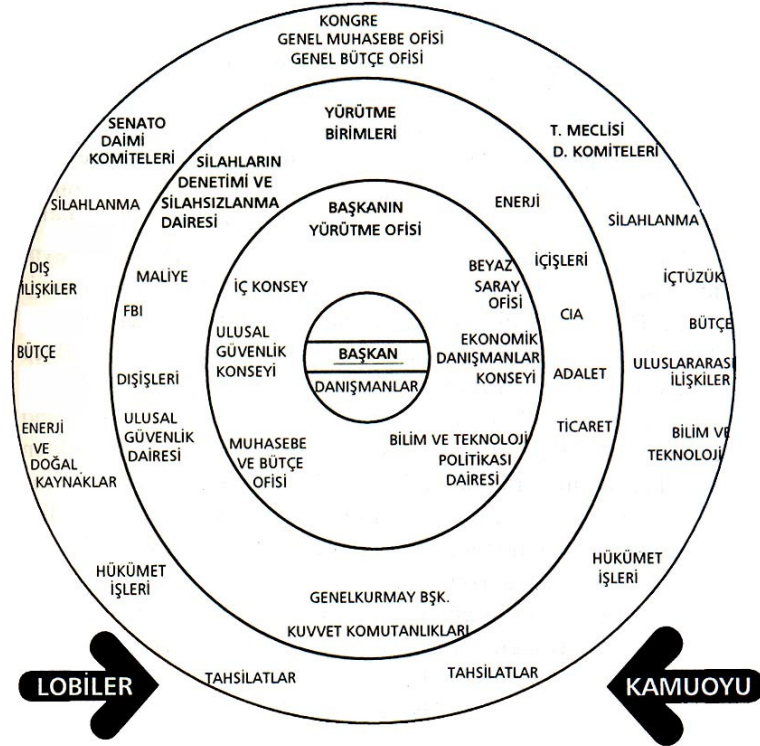 KONGRE
GENEL MUHASEBE OFİSİ
GENEL BÜTÇE OFİSİ
SENATO
DAİMİ
KOMİTELERİ
SİLAHLANMA
DIŞ
İLİŞKİLER
BÜTÇE
ENERJİ
VE
DOĞAL
KAYNAKLAR
HÜKÜMET
İŞLERİ
TAHSİLATLAR
T. MECLİSİ
D. KOMİTELERİ
SİLAHLANMA
İÇTÜZÜK
BÜTÇE
ULUSLARARASI
İLİŞKİLER
BİLİM VE
TEKNOLOJİ
HÜKÜMET
İŞLERİ
TAHSİLATLAR
YÜRÜTME
BİRİMLERİ
SİLAHLARIN
DENETİMİ VE
SİLAHSIZLANMA
DAİRESİ
MALİYE
FBI
DIŞİŞLERİ
ULUSAL
GÜVENLİK
DAİRESİ
ENERJİ
İÇİŞLERİ
CIA
ADALET
TİCARET
GENELKURMAY BŞK.
KUVVET KOMUTANLIKLARI
BAŞKANIN
YÜRÜTME OFİSİ
İÇ KONSEY
ULUSAL
GÜVENLİK
KONSEYİ
MUHASEBE
VE BÜTÇE
OFİSİ
BEYAZ
SARAY
OFİSİ
EKONOMİK
DANIŞMANLAR
KONSEYİ
BİLİM VE TEKNOLOJİ
POLİTİKASI
DAİRESİ
BAŞKAN
DANIŞMANLAR
LOBİLER
KAMUOYU